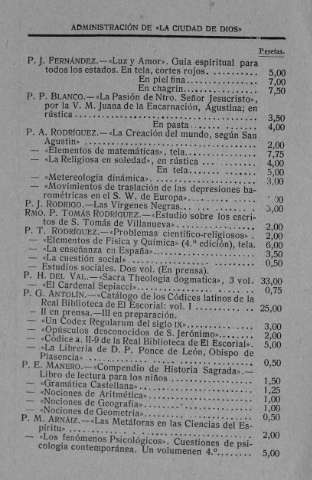 ADMINISTRACIÓN DE «LA CIUDAD DE DIOS»
Pesetas.
P. J. FERNÁNDEZ.—«Luz y Amor». Guía espiritual para
todos los estados. En tela, cortes rojos. 5,00
En piel fina 7,00
En chagrin 7,50
P. P. BLANCO.—«La Pasión de Ntro. Señor Jesucristo»,
por la V. M. Juana de la Encarnación, Agustina; en
rústica 3,50
En pasta 4,00
P. A. RODRÍGUEZ.—«La Creación del mundo, según San
Agustín» 2,00
— «Elementos de matemáticas», tela. 7,75
— «La Religiosa en soledad», en rústica 4,00
En tela 5,00
— «Metereología dinámica» 3,00
— «Movimientos de traslación de las depresiones ba-
rométricas en el S. W. de Europa» 00
P. J. RODRIGO.—Las Vírgenes Negras 3,00
RMO. P. TOMÁS RODRÍGUEZ.—«Estudio sobre los escri-
tos de S. Tomás de Villanueva» 2,00
P. T. RODRÍGUEZ.—«Problemas científico-religiosos» 2,00
— «Elementos de Física y Química» (4.ª edición), tela. 6,00
— «La enseñanza en España» 3,50
— «La cuestión social» 0,50
— Estudios sociales. Dos vol. (En prensa).
P. H. DEL VAL.—«Sacra Theologia dogmatica», 3 vol. 33,00
— «El Cardenal Sepiacci» 0,75
P. G. ANTOLÍN.—«Catálogo de los Códices latinos de la
Real Biblioteca de El Escorial: vol. I 25,00
— II en prensa.—III en preparación.
— «Un Codex Regularum del siglo IX» 3,00
— «Opúsculos desconocidos de S. Jerónimo» 2,00
— «Códice a. II-9 de la Real Biblioteca de El Escorial». 5,00
— «La Librería de D. P. Ponce de León, Obispo de
Plasencia» 0,50
P. E. MANERO.—«Compendio de Historia Sagrada».—
Libro de lectura para los niños 1,50
— «Gramática Castellana» 1,25
— «Nociones de Aritmética» 1,00
— «Nociones de Geografía» 1,00
— «Nociones de Geometría» 0,50
P. M. ARNÁIZ.—«Las Metáforas en las Ciencias del Es-
píritu» 2,00
— «Los fenómenos Psicológicos». Cuestiones de psi-
cología contemporánea. Un volumenen 4.º 5,00